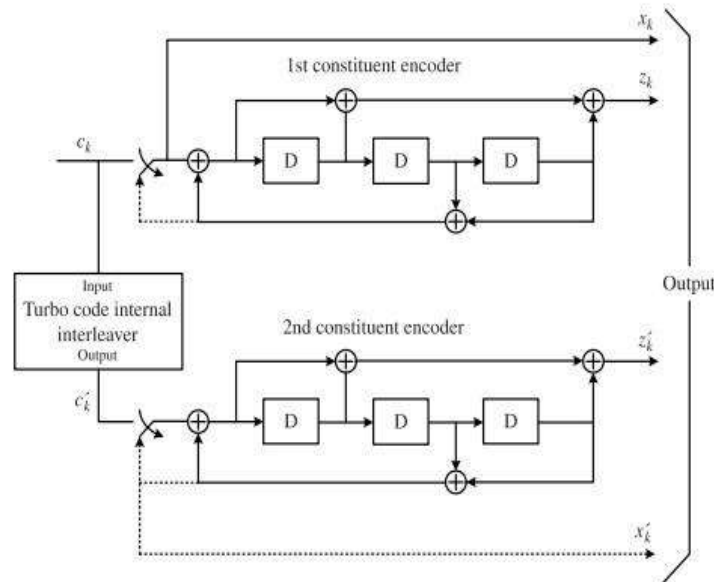 x_k
1st constituent encoder
z_k
c_k
D D D
Input
Turbo code internal
interleaver
Output
Output
2nd constituent encoder
z′_k
c′_k
D D D
x′_k